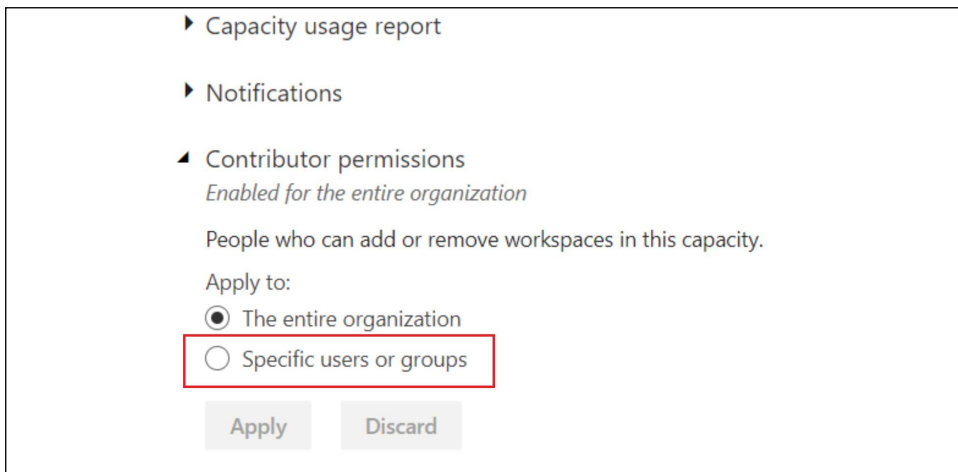 Capacity usage report
Notifications
Contributor permissions
Enabled for the entire organization
People who can add or remove workspaces in this capacity.
Apply to:
The entire organization
Specific users or groups
Apply Discard